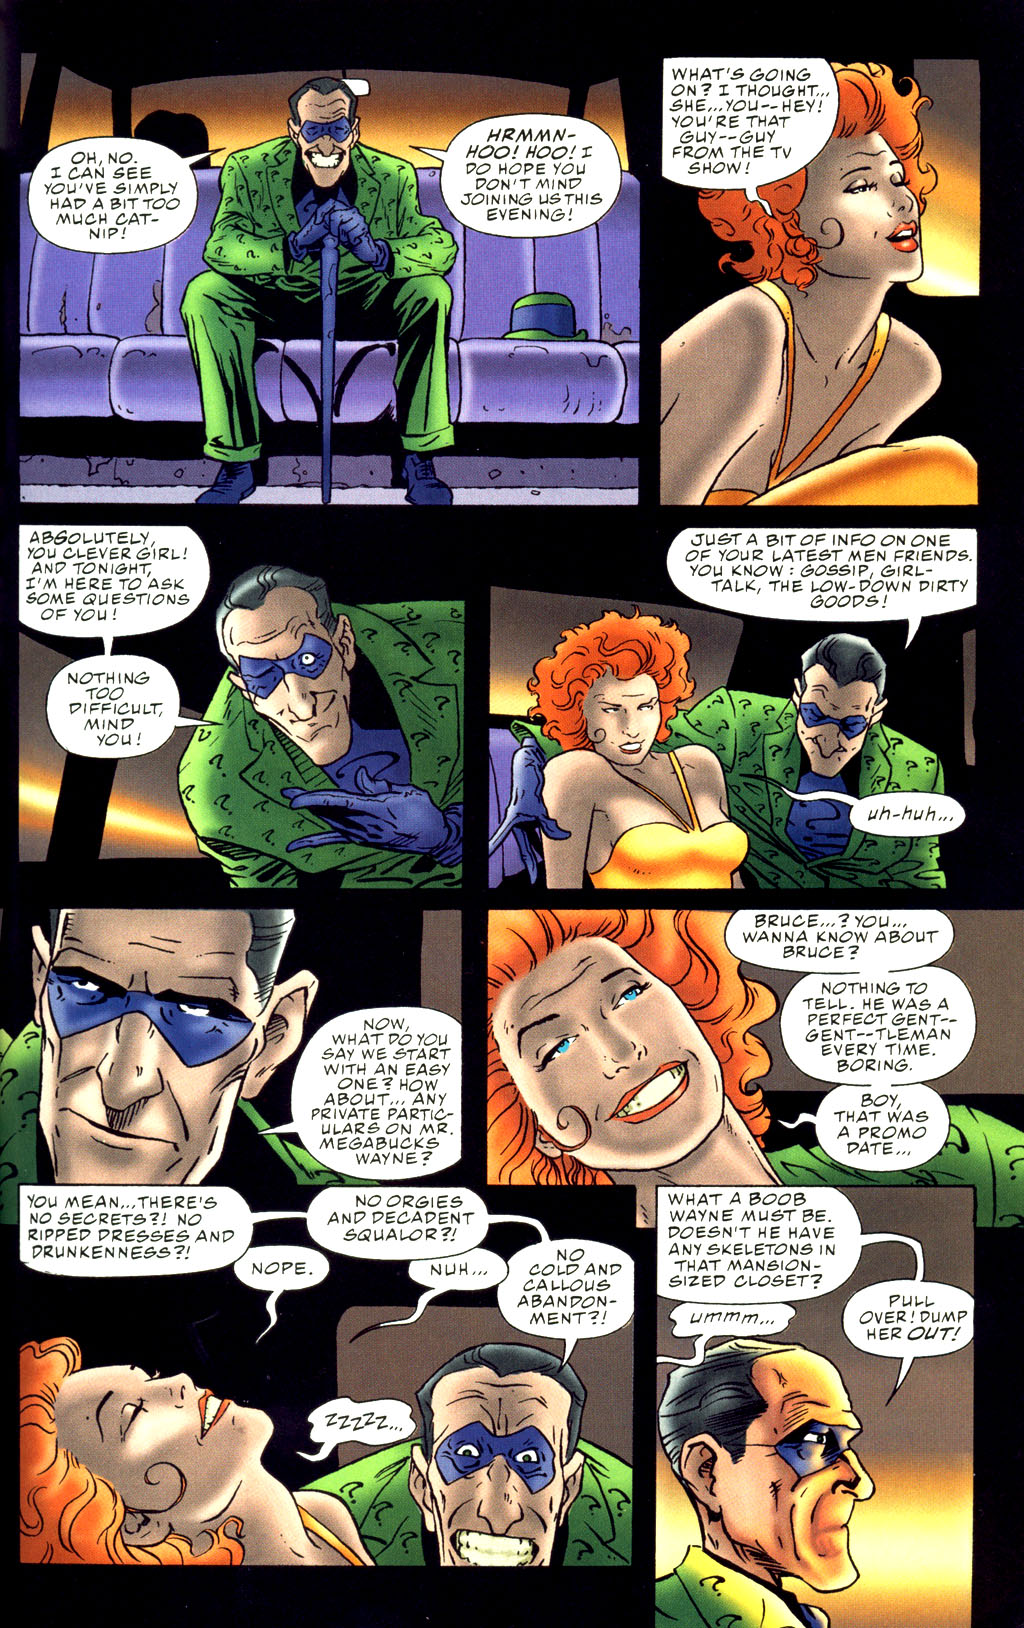 OH, NO.
I CAN SEE
YOU'VE SIMPLY
HAD A BIT TOO
MUCH CAT-
NIP!
HRMMN-
HOO! HOO! I
DO HOPE YOU
DON'T MIND
JOINING US THIS
EVENING!
WHAT'S GOING
ON? I THOUGHT...
SHE...YOU--HEY!
YOU'RE THAT
GUY--GUY
FROM THE TV
SHOW!
ABSOLUTELY,
YOU CLEVER GIRL!
AND TONIGHT,
I'M HERE TO ASK
SOME QUESTIONS
OF YOU!
NOTHING
TOO
DIFFICULT,
MIND
YOU!
JUST A BIT OF INFO ON ONE
OF YOUR LATEST MEN FRIENDS.
YOU KNOW: GOSSIP, GIRL-
TALK, THE LOW-DOWN DIRTY
GOODS!
uh-huh...
NOW,
WHAT DO YOU
SAY WE START
WITH AN EASY
ONE? HOW
ABOUT... ANY
PRIVATE PARTIC-
ULARS ON MR.
MEGABUCKS
WAYNE?
BRUCE...? YOU...
WANNA KNOW ABOUT
BRUCE?
NOTHING TO
TELL. HE WAS A
PERFECT GENT--
GENT--TLEMAN
EVERY TIME.
BORING.
BOY,
THAT WAS
A PROMO
DATE...
YOU MEAN...THERE'S
NO SECRETS?! NO
RIPPED DRESSES AND
DRUNKENNESS?!
NOPE.
NO ORGIES
AND DECADENT
SQUALOR?!
NUH...
NO
COLD AND
CALLOUS
ABANDON-
MENT?!
ZZZZZ...
WHAT A BOOB
WAYNE MUST BE.
DOESN'T HE HAVE
ANY SKELETONS IN
THAT MANSION-
SIZED CLOSET?
ummm...
PULL
OVER! DUMP
HER OUT!